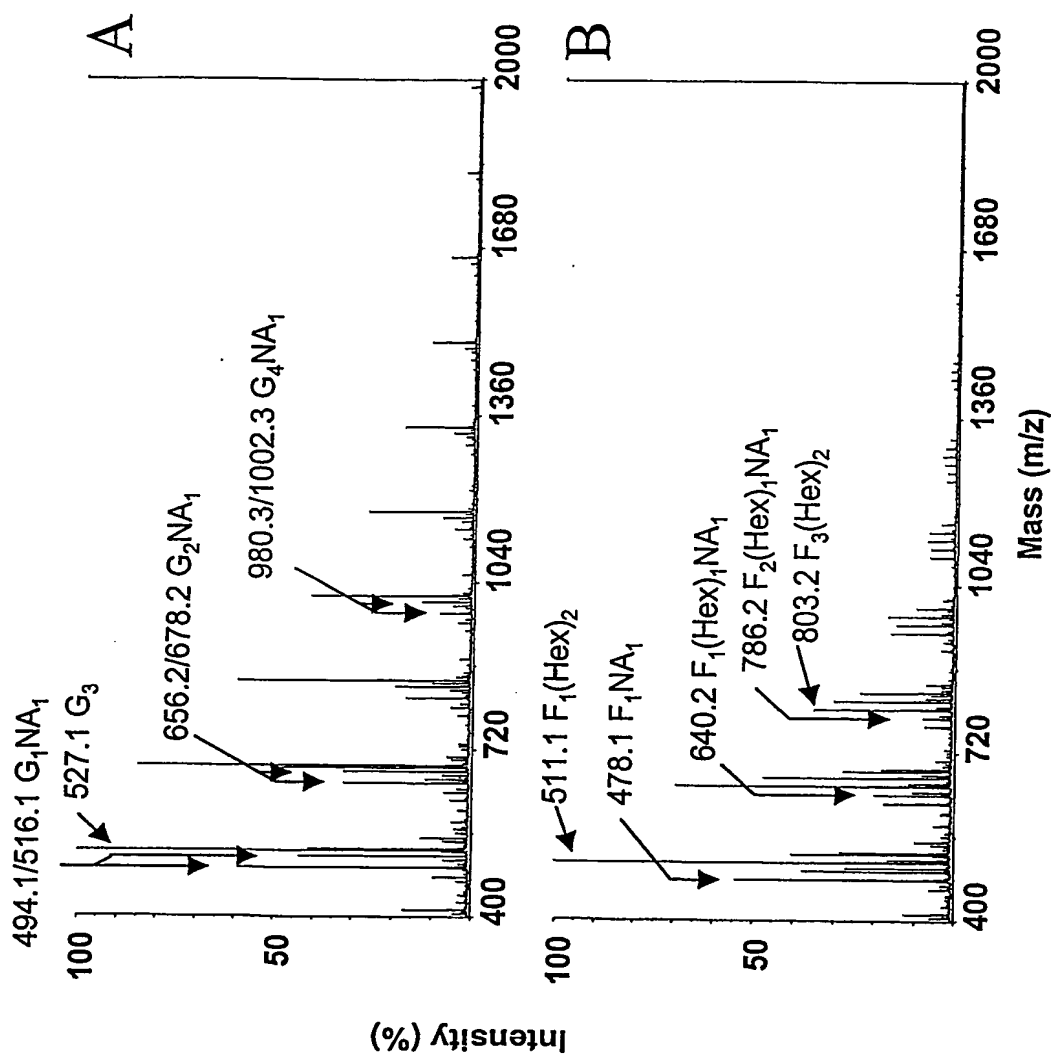 A
494.1/516.1 G₁NA₁
527.1 G₃
656.2/678.2 G₂NA₁
980.3/1002.3 G₄NA₁
100
50
400
720
1040
1360
1680
2000
B
511.1 F₁(Hex)₂
478.1 F₁NA₁
640.2 F₁(Hex)₁NA₁
786.2 F₂(Hex)₁NA₁
803.2 F₃(Hex)₂
100
50
400
720
1040
1360
1680
2000
Mass (m/z)
Intensity (%)